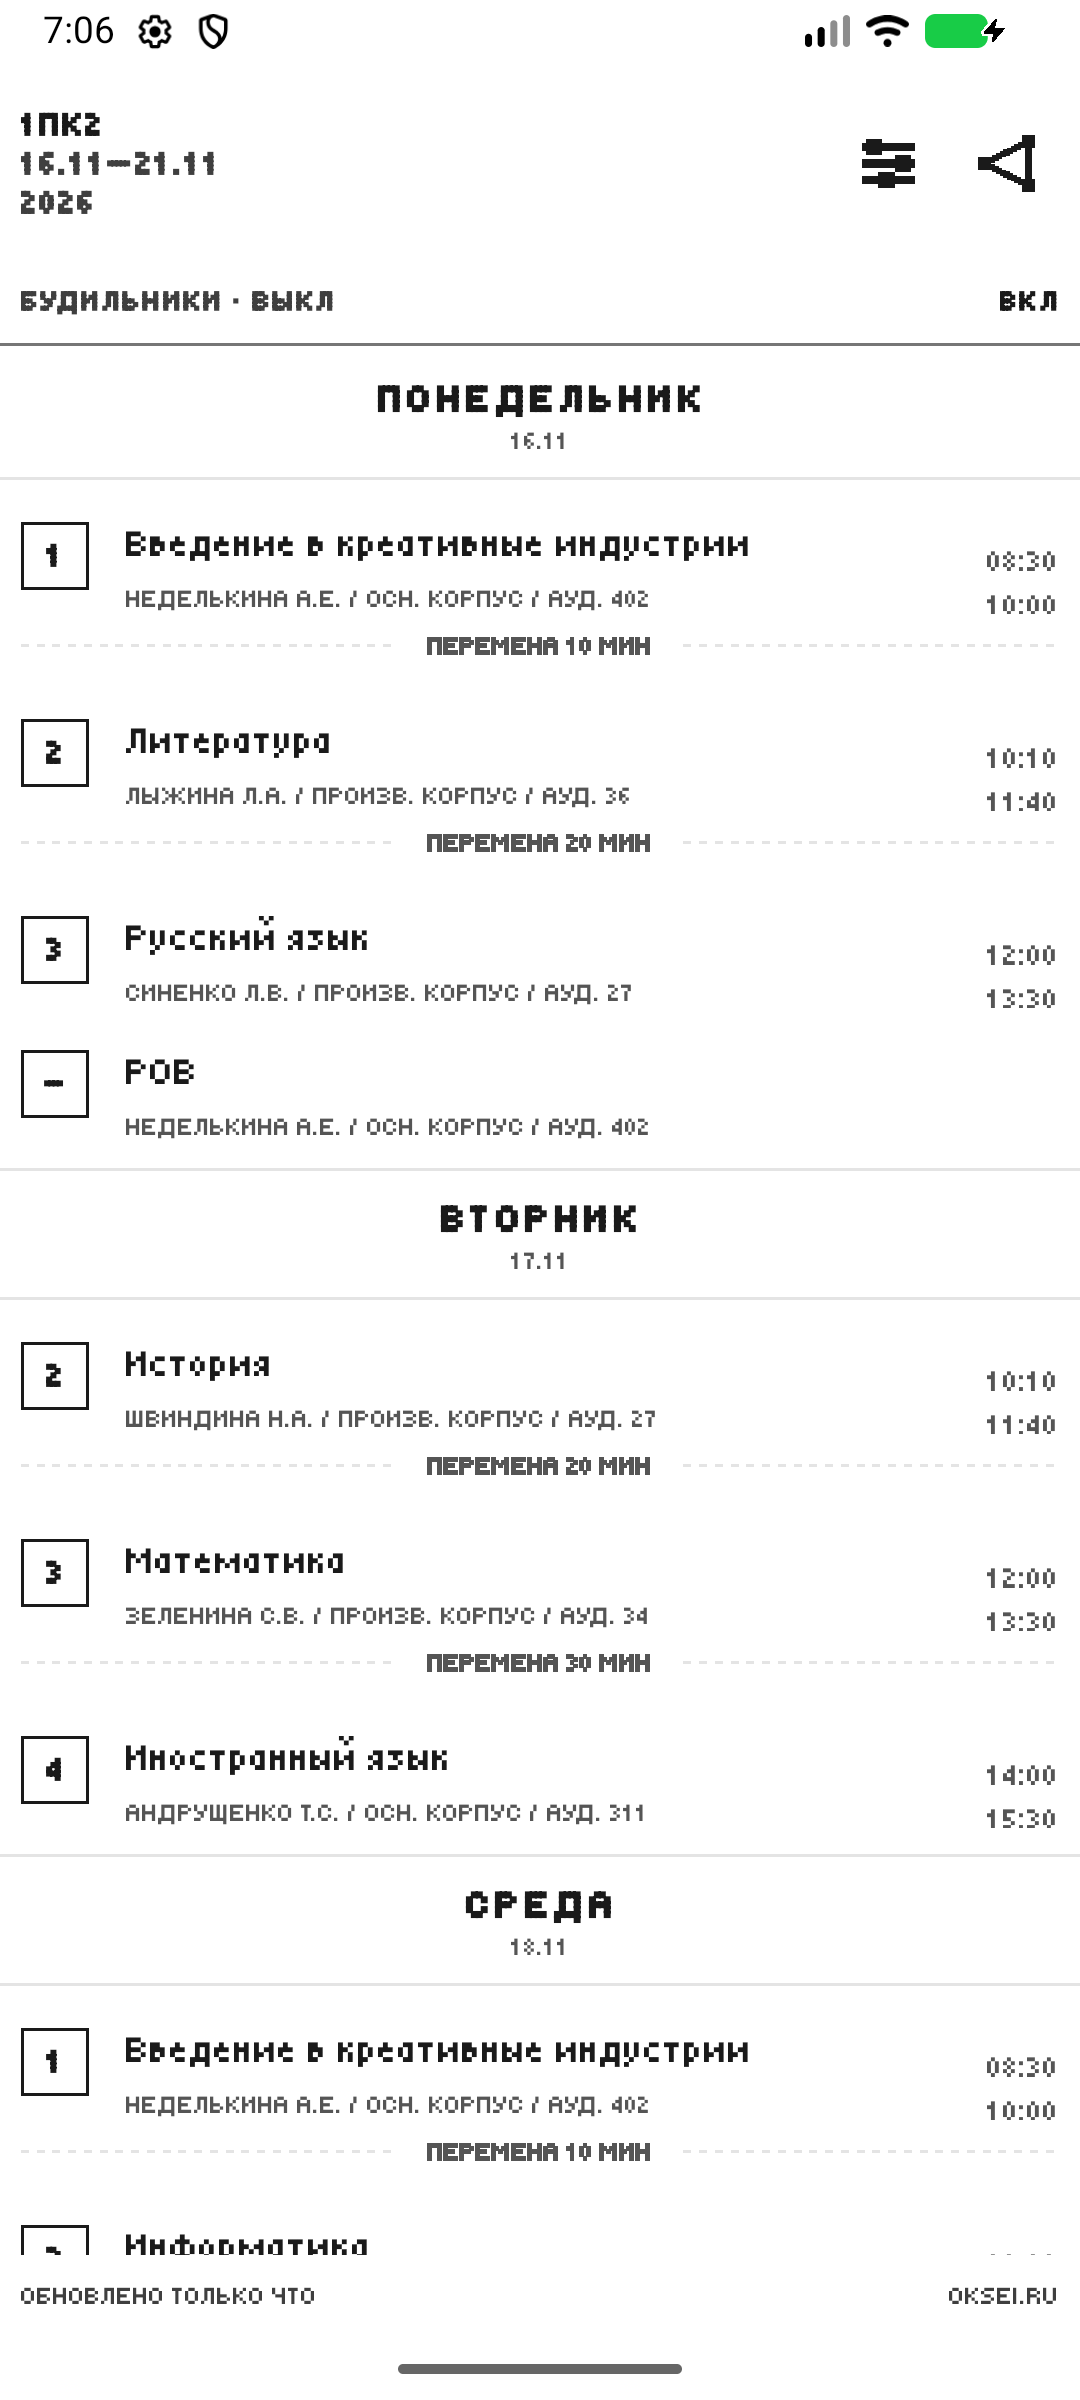 7:06
1ПК2
16.11—21.11
2026
БУДИЛЬНИКИ · ВЫКЛ
ВКЛ
ПОНЕДЕЛЬНИК
16.11
1
Введение в креативные индустрии
08:30
НЕДЕЛЬКИНА А.Е. / ОСН. КОРПУС / АУД. 402
10:00
ПЕРЕМЕНА 10 МИН
2
Литература
10:10
ЛЫЖИНА Л.А. / ПРОИЗВ. КОРПУС / АУД. 36
11:40
ПЕРЕМЕНА 20 МИН
3
Русский язык
12:00
СИНЕНКО Л.В. / ПРОИЗВ. КОРПУС / АУД. 27
13:30
—
РОВ
НЕДЕЛЬКИНА А.Е. / ОСН. КОРПУС / АУД. 402
ВТОРНИК
17.11
2
История
10:10
ШВИНДИНА Н.А. / ПРОИЗВ. КОРПУС / АУД. 27
11:40
ПЕРЕМЕНА 20 МИН
3
Математика
12:00
ЗЕЛЕНИНА С.В. / ПРОИЗВ. КОРПУС / АУД. 34
13:30
ПЕРЕМЕНА 30 МИН
4
Иностранный язык
14:00
АНДРУЩЕНКО Т.С. / ОСН. КОРПУС / АУД. 311
15:30
СРЕДА
18.11
1
Введение в креативные индустрии
08:30
НЕДЕЛЬКИНА А.Е. / ОСН. КОРПУС / АУД. 402
10:00
ПЕРЕМЕНА 10 МИН
Информатика
ОБНОВЛЕНО ТОЛЬКО ЧТО
OKSEI.RU